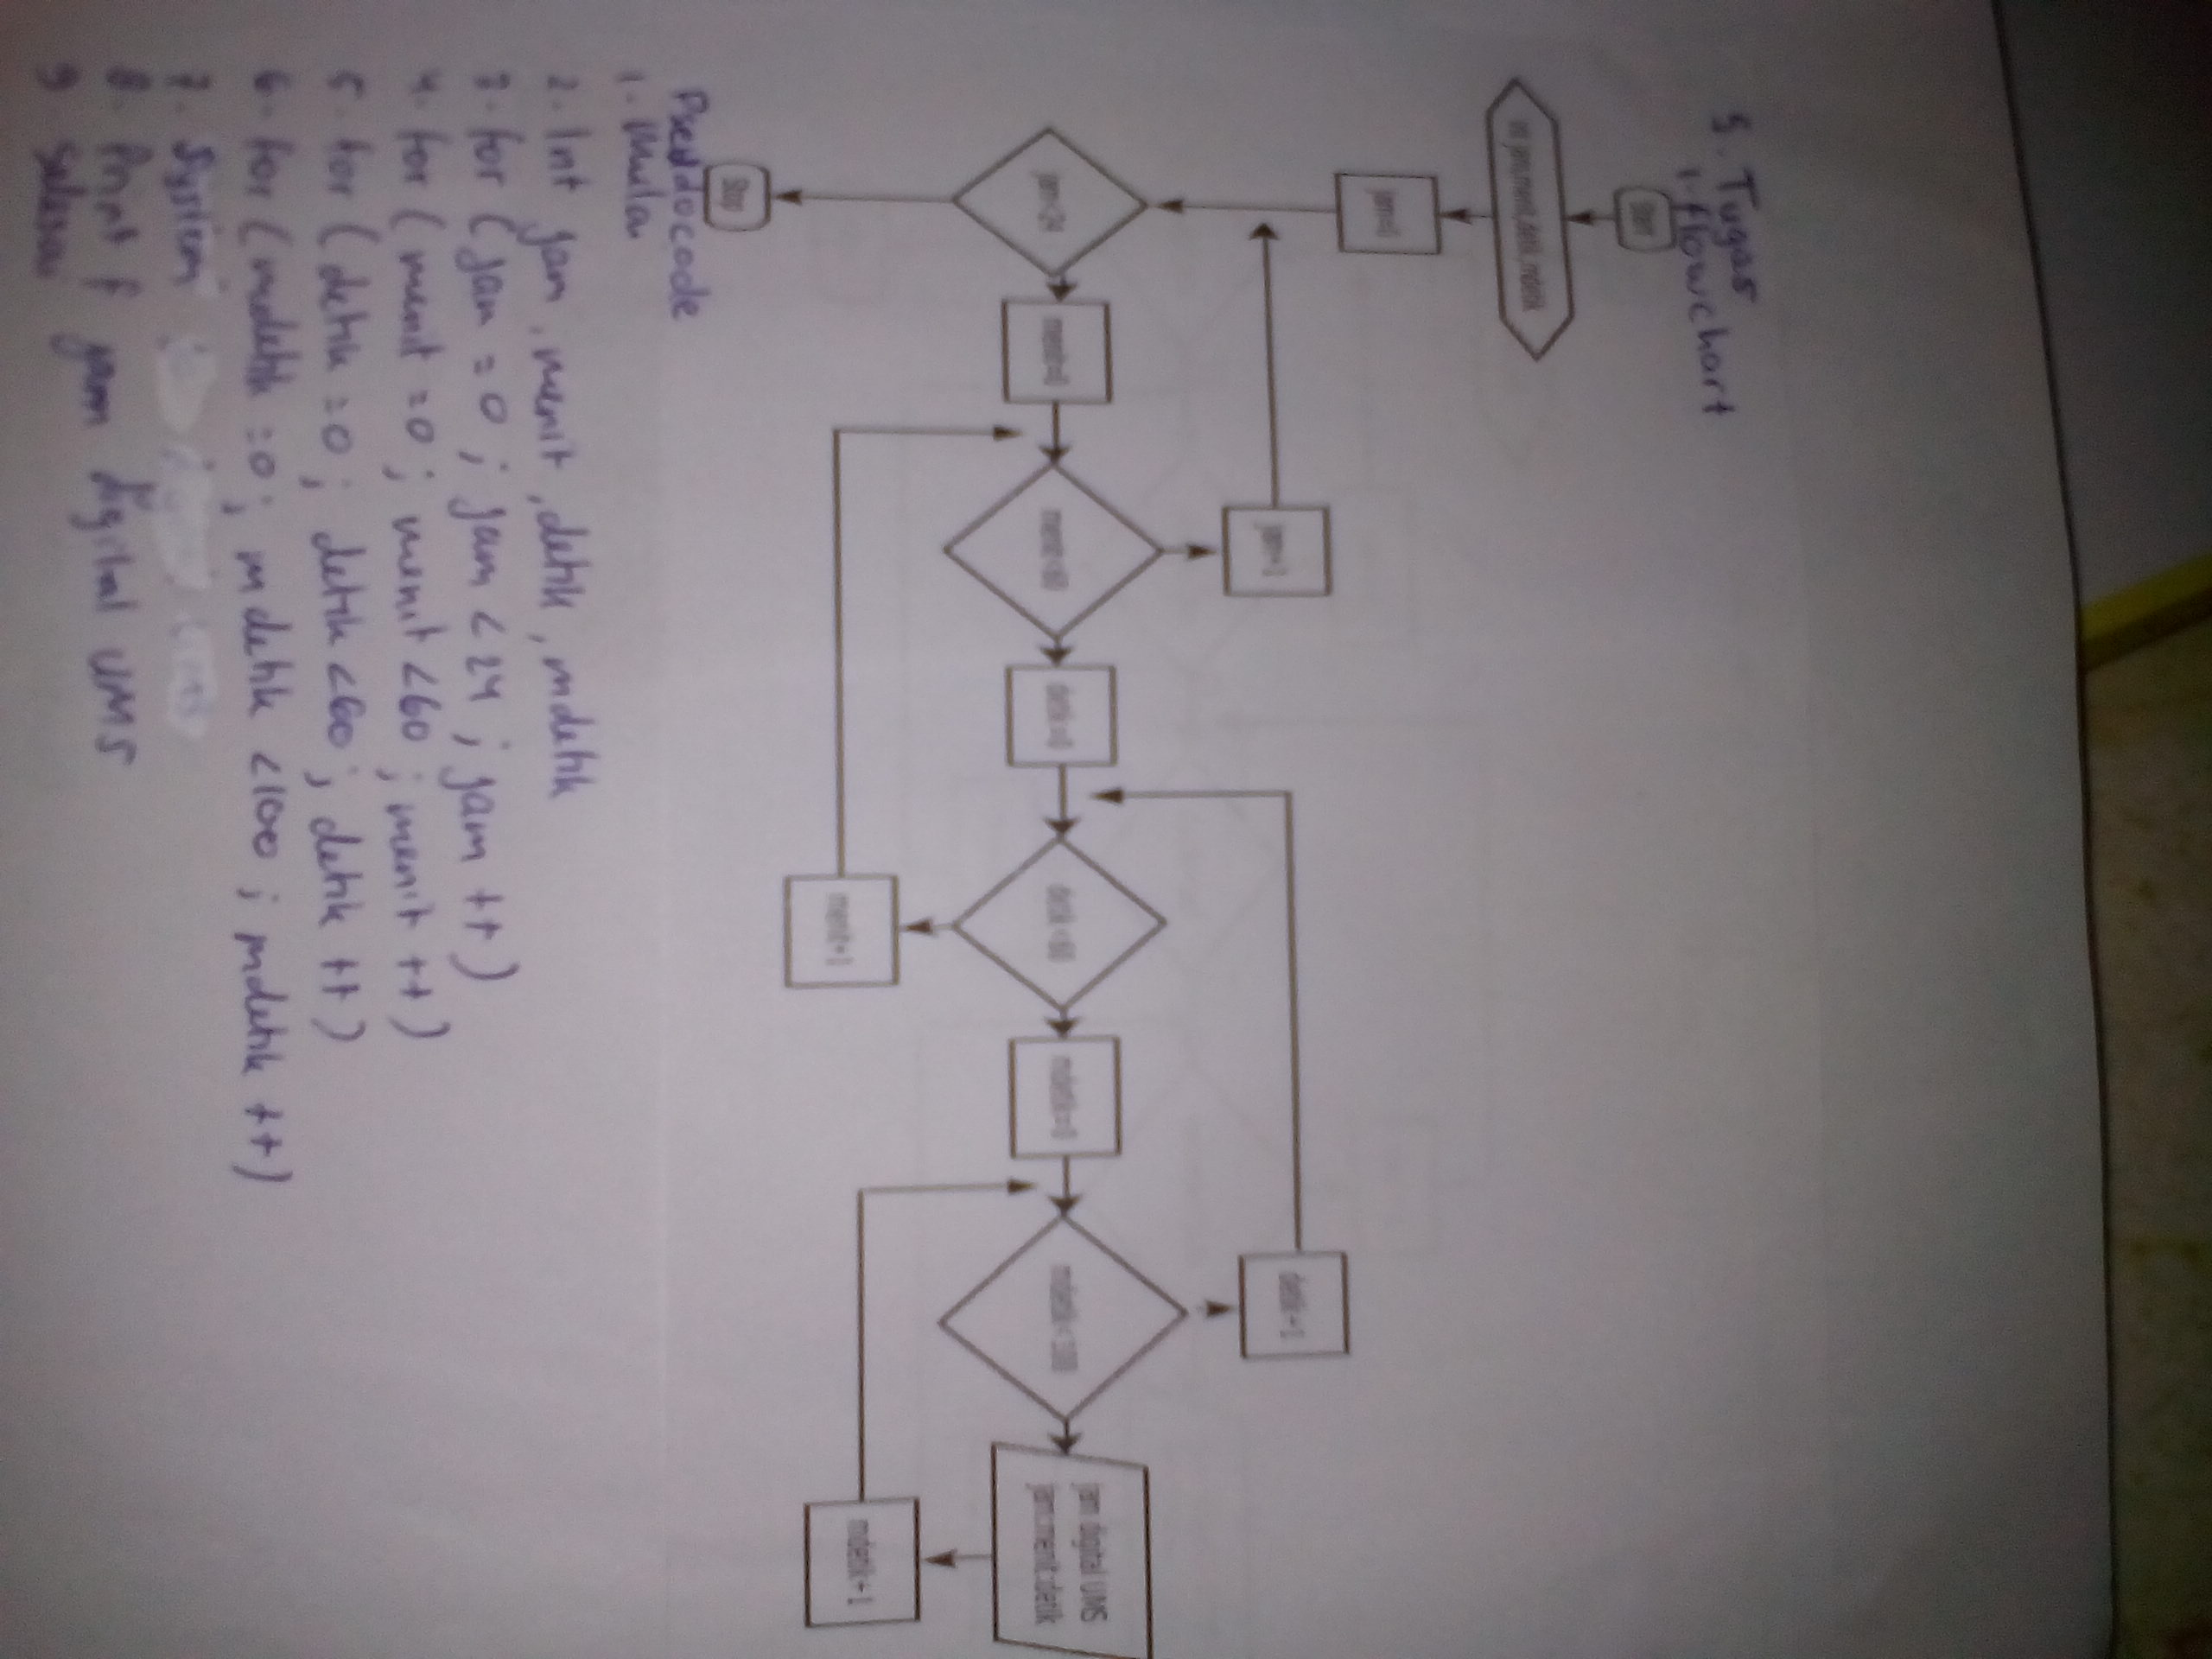 5. Tugas
1. flowchart
Start
int jam,menit,detik,mdetik
jam=0
jam<24
Stop
menit=0
menit<60
jam+1
detik=0
detik<60
menit+1
mdetik=0
mdetik<100
detik+1
jam digital UMS
jam:menit:detik
mdetik+1
Pseudocode
1. Mulai
2. Int jam, menit, detik, mdetik
3. for (jam = 0; jam < 24; jam ++)
4. for (menit = 0; menit < 60; menit ++)
5. for (detik = 0; detik < 60; detik ++)
6. for (mdetik = 0; mdetik < 100; mdetik ++)
7. System
8. Print f jam digital UMS
9. selesai